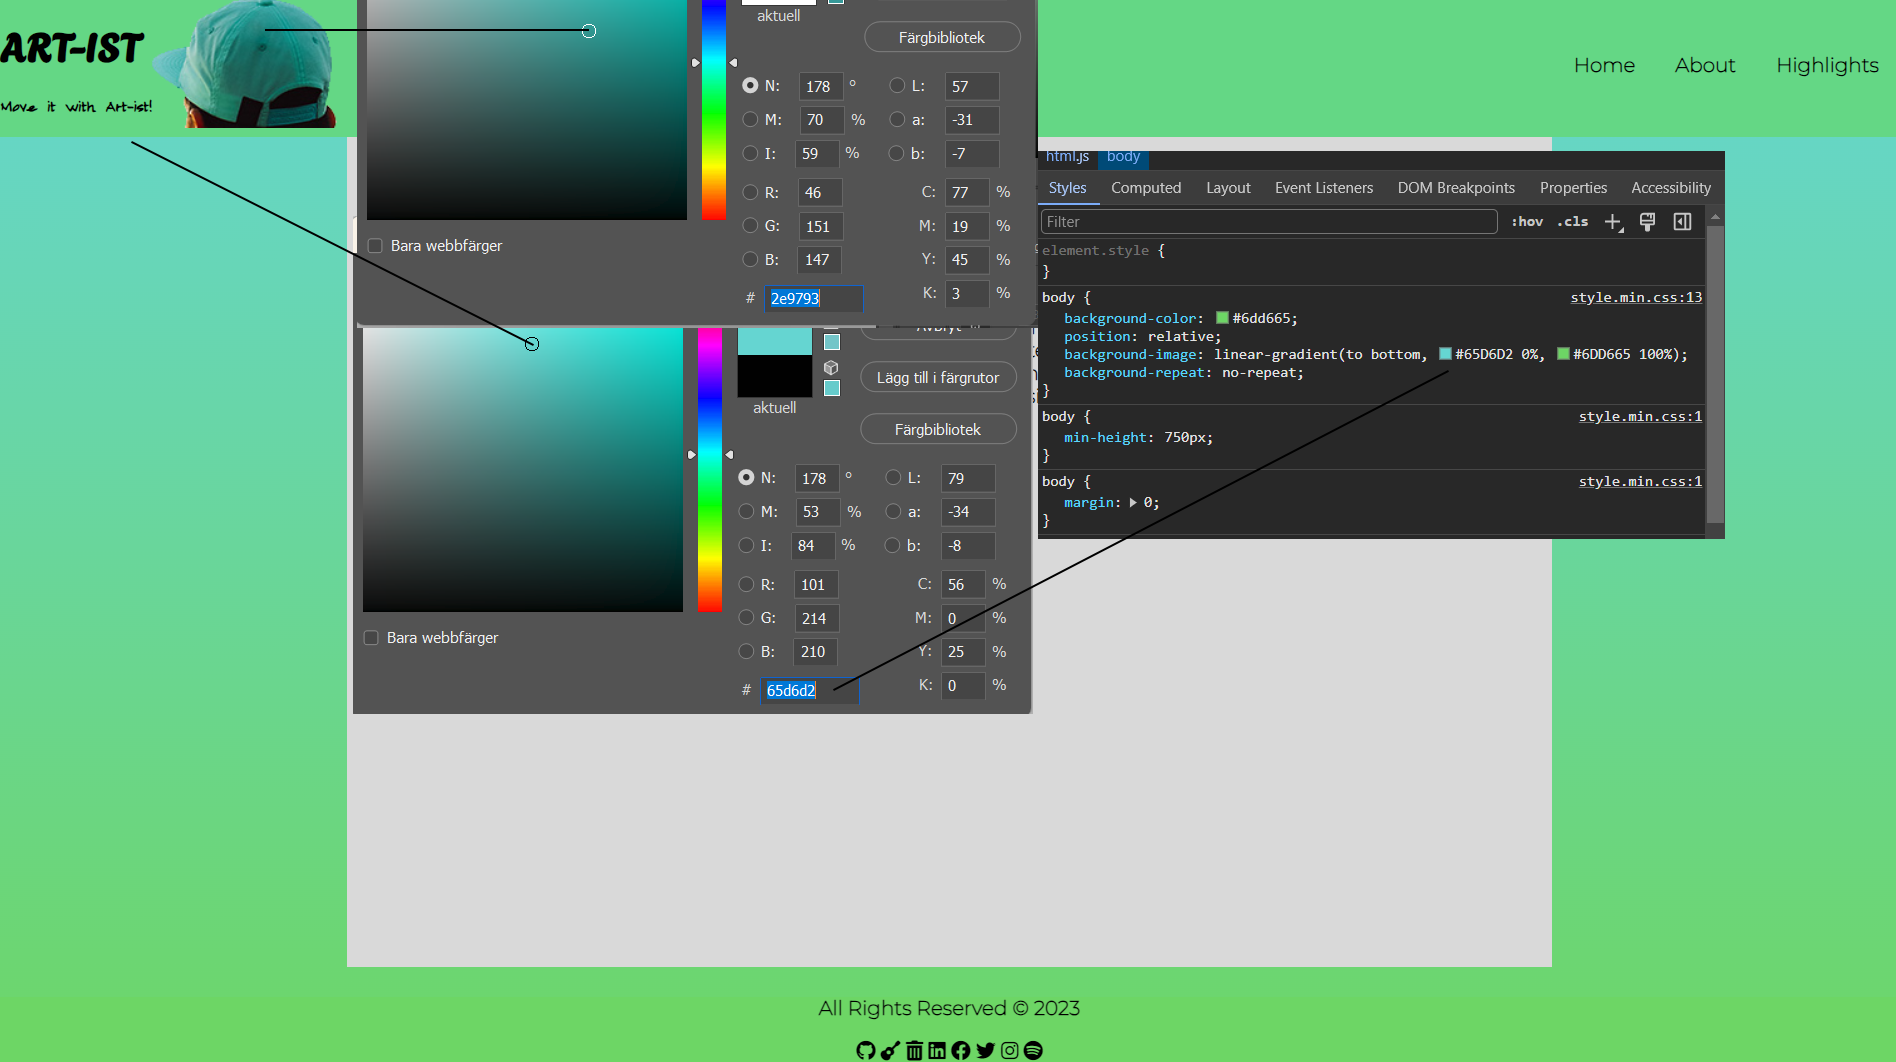 ART-IST
Move it with Art-ist!
Home About Highlights
aktuell
Färgbibliotek
N: 178 ° L: 57
M: 70 % a: -31
I: 59 % b: -7
R: 46 C: 77 %
G: 151 M: 19 %
B: 147 Y: 45 %
# 2e9793 K: 3 %
Bara webbfärger
Lägg till i färgrutor
aktuell
Färgbibliotek
N: 178 ° L: 79
M: 53 % a: -34
I: 84 % b: -8
R: 101 C: 56 %
G: 214 M: 0 %
B: 210 Y: 25 %
# 65d6d2 K: 0 %
Bara webbfärger
html.js body
Styles Computed Layout Event Listeners DOM Breakpoints Properties Accessibility
Filter :hov .cls
element.style {
}
body { style.min.css:13
background-color: #6dd665;
position: relative;
background-image: linear-gradient(to bottom, #65D6D2 0%, #6DD665 100%);
background-repeat: no-repeat;
}
body { style.min.css:1
min-height: 750px;
}
body { style.min.css:1
margin: 0;
}
All Rights Reserved © 2023